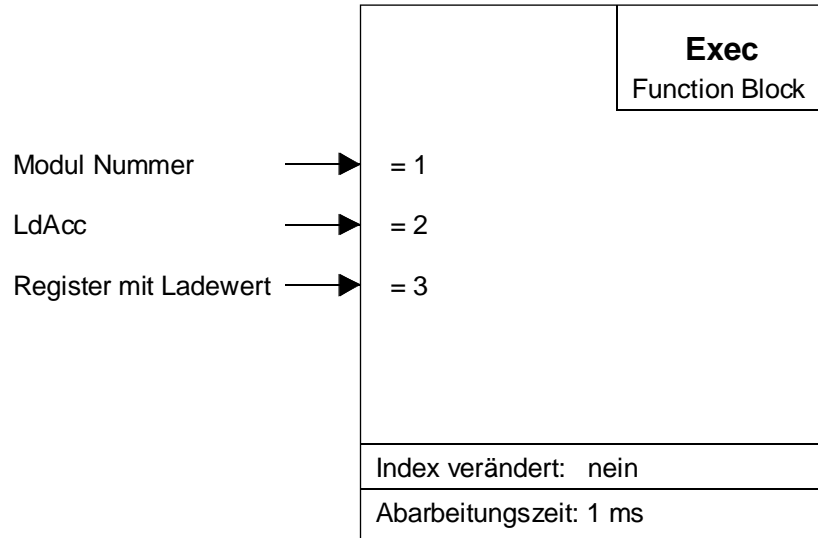 Exec
Function Block
Modul Nummer = 1
LdAcc = 2
Register mit Ladewert = 3
Index verändert: nein
Abarbeitungszeit: 1 ms